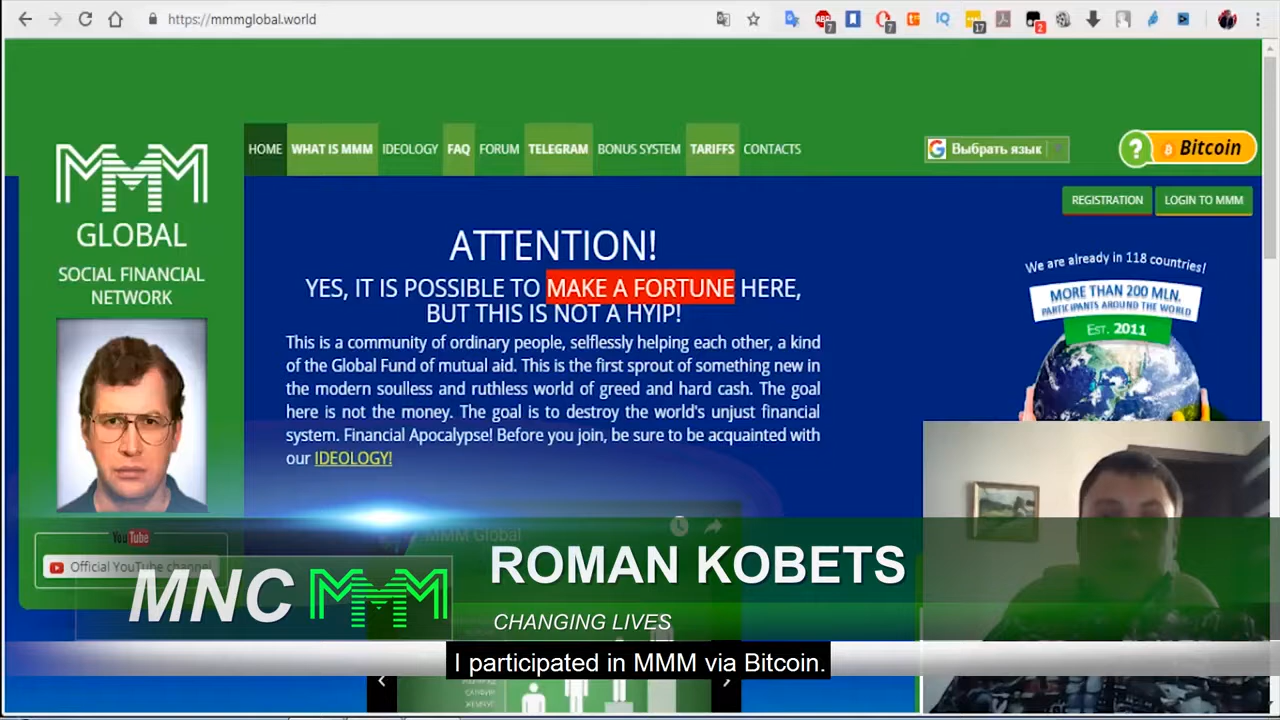 https://mmmglobal.world
7
7
17
2
HOME WHAT IS MMM IDEOLOGY FAQ FORUM TELEGRAM BONUS SYSTEM TARIFFS CONTACTS
Выбрать язык
? Bitcoin
REGISTRATION LOGIN TO MMM
MMM
GLOBAL
SOCIAL FINANCIAL
NETWORK
ATTENTION!
YES, IT IS POSSIBLE TO MAKE A FORTUNE HERE,
BUT THIS IS NOT A HYIP!
This is a community of ordinary people, selflessly helping each other, a kind
of the Global Fund of mutual aid. This is the first sprout of something new in
the modern soulless and ruthless world of greed and hard cash. The goal
here is not the money. The goal is to destroy the world's unjust financial
system. Financial Apocalypse! Before you join, be sure to be acquainted with
our IDEOLOGY!
We are already in 118 countries!
MORE THAN 200 MLN.
PARTICIPANTS AROUND THE WORLD
EST. 2011
YouTube
Official YouTube channel
MMM Global
MNC MMM
ROMAN KOBETS
CHANGING LIVES
I participated in MMM via Bitcoin.